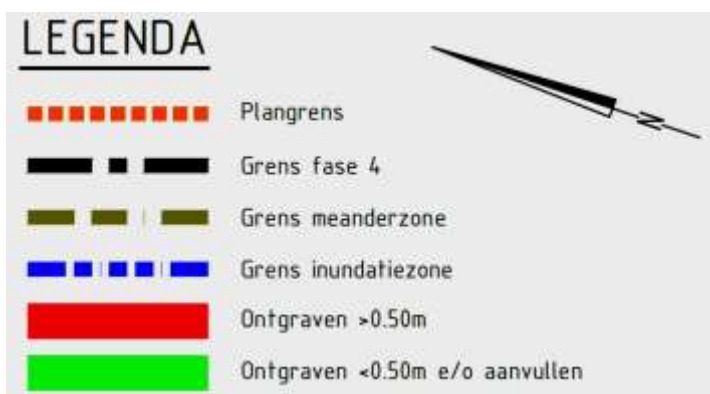 LEGENDA
N
Plangrens
Grens fase 4
Grens meanderzone
Grens inundatiezone
Ontgraven >0.50m
Ontgraven <0.50m e/o aanvullen